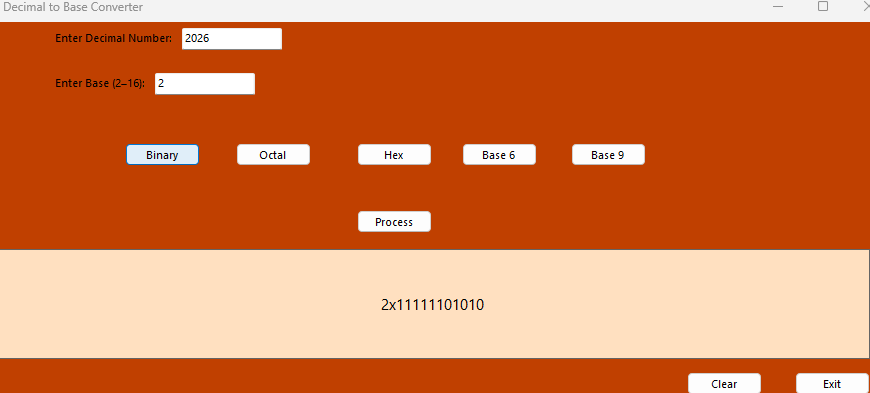 Decimal to Base Converter
Enter Decimal Number: 2026
Enter Base (2–16): 2
Binary Octal Hex Base 6 Base 9
Process
2x11111101010
Clear Exit